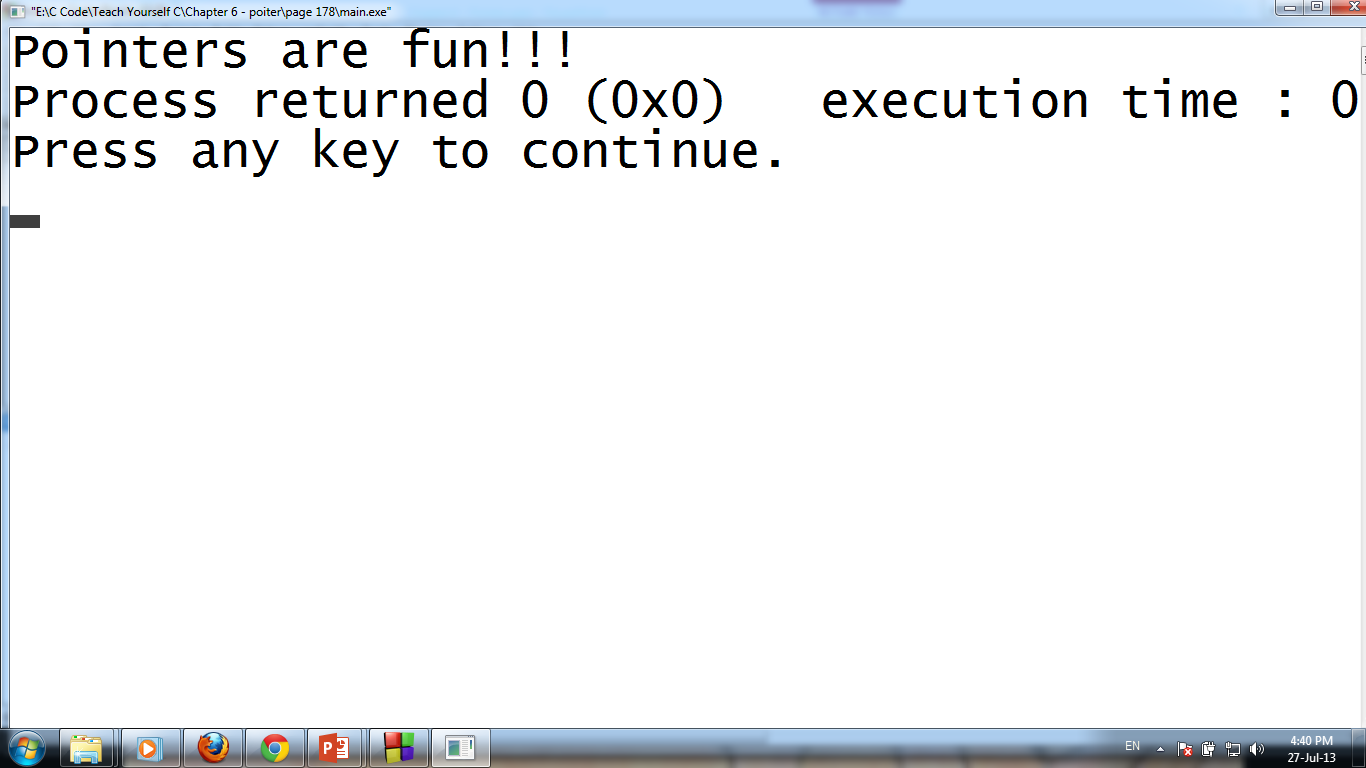 "E:\C Code\Teach Yourself C\Chapter 6 - poiter\page 178\main.exe"
Pointers are fun!!!
Process returned 0 (0x0)   execution time : 0
Press any key to continue.
EN
4:40 PM
27-Jul-13